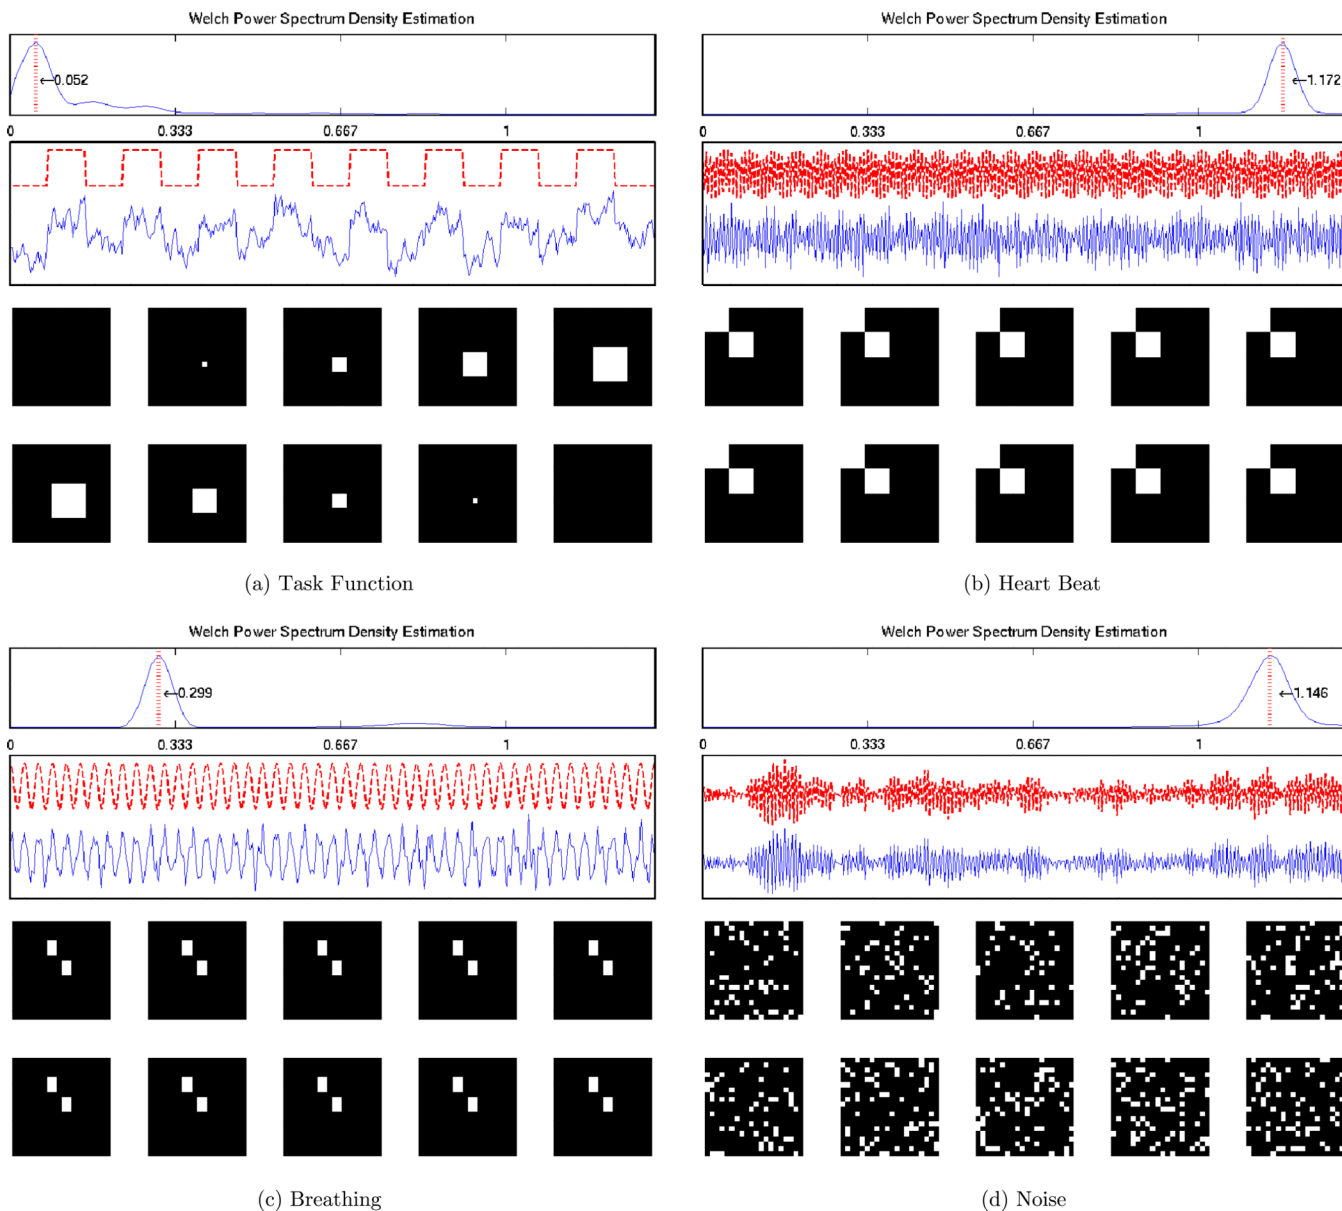 Welch Power Spectrum Density Estimation
←0.052
0 0.333 0.667 1
(a) Task Function
Welch Power Spectrum Density Estimation
←1.172
0 0.333 0.667 1
(b) Heart Beat
Welch Power Spectrum Density Estimation
←0.299
0 0.333 0.667 1
(c) Breathing
Welch Power Spectrum Density Estimation
←1.146
0 0.333 0.667 1
(d) Noise